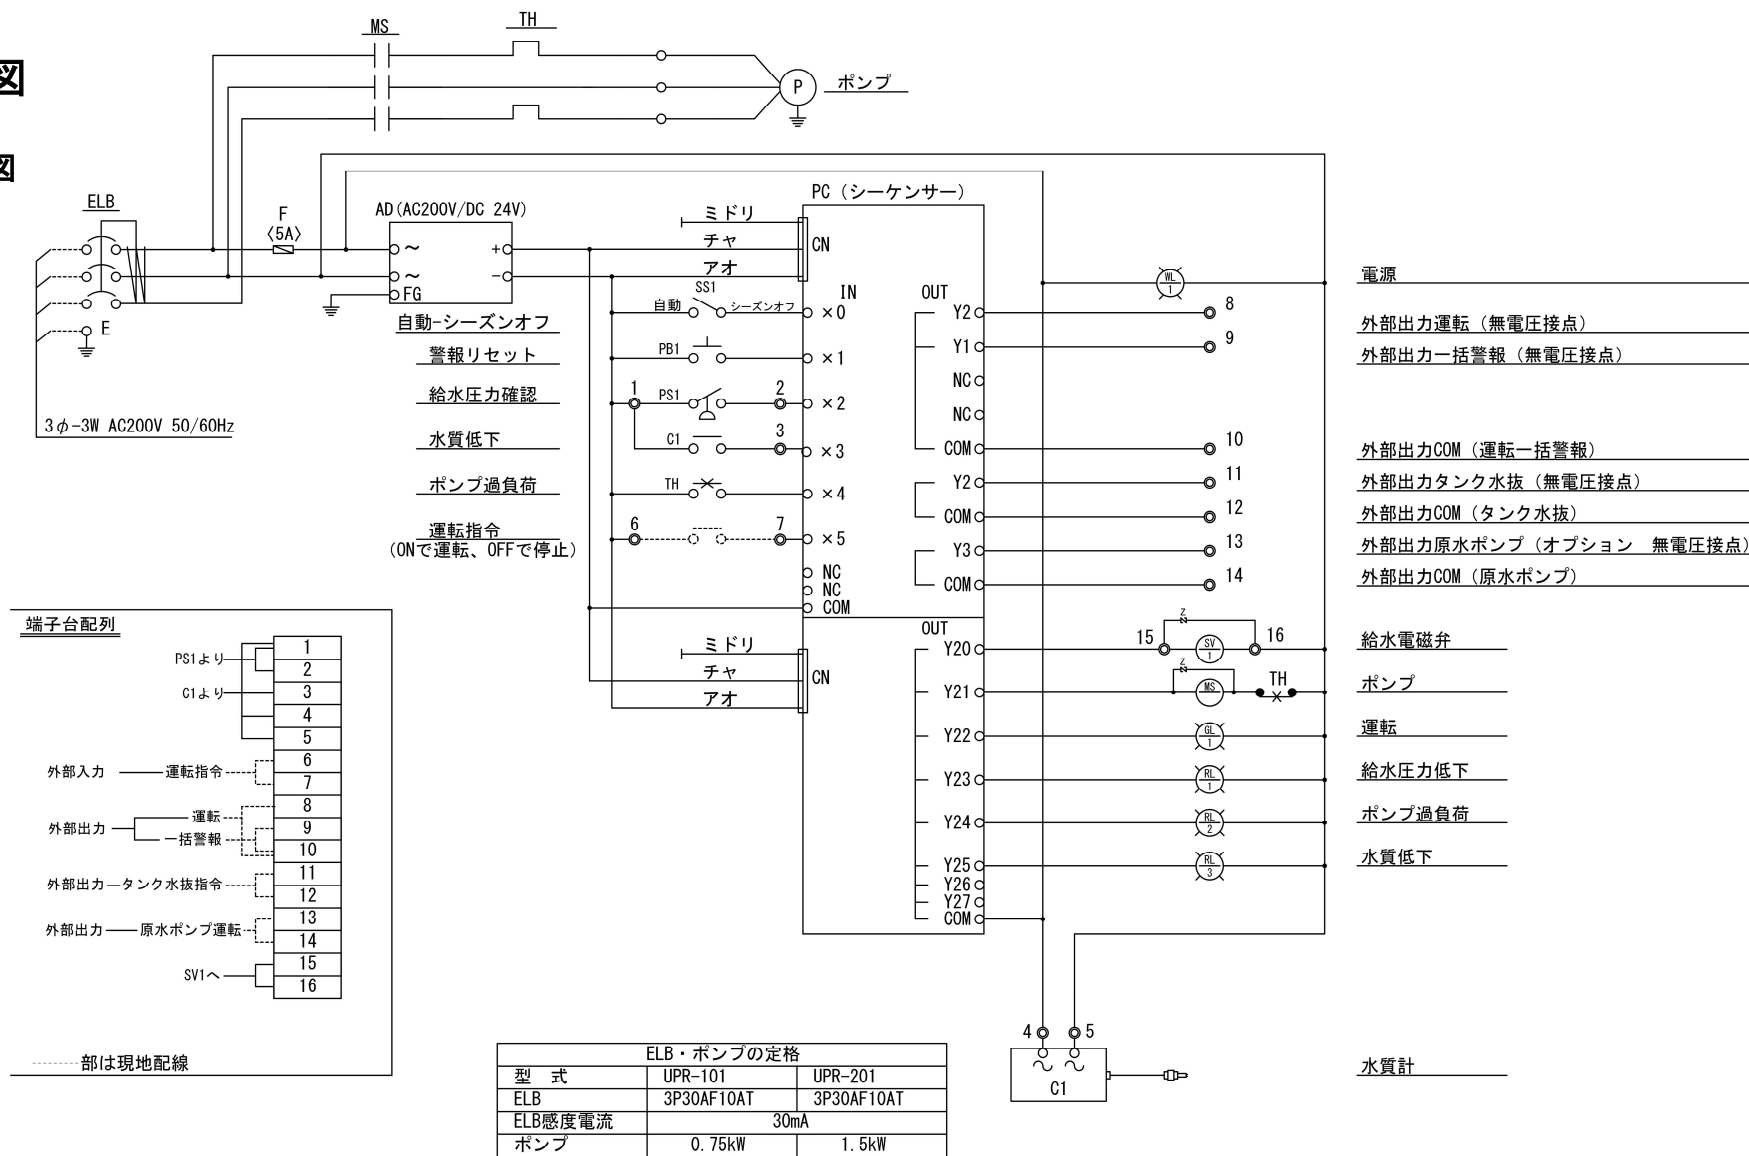 図
図
MS
TH
P
ポンプ
ELB
F
〈5A〉
AD(AC200V/DC 24V)
～
～
FG
+
−
E
3φ-3W AC200V 50/60Hz
PC (シーケンサー)
ミドリ
チャ
アオ
CN
SS1
自動
シーズンオフ
IN
×0
PB1
×1
1
PS1
2
×2
C1
3
×3
TH
×4
6
7
×5
NC
NC
COM
自動-シーズンオフ
警報リセット
給水圧力確認
水質低下
ポンプ過負荷
運転指令
(ONで運転、OFFで停止)
ミドリ
チャ
アオ
CN
OUT
Y2
Y1
NC
NC
COM
Y2
COM
Y3
COM
OUT
Y20
Y21
Y22
Y23
Y24
Y25
Y26
Y27
COM
WL
1
8
9
10
11
12
13
14
15
Z
SV
1
16
Z
MS
TH
GL
1
RL
1
RL
2
RL
3
電源
外部出力運転 (無電圧接点)
外部出力一括警報 (無電圧接点)
外部出力COM (運転一括警報)
外部出力タンク水抜 (無電圧接点)
外部出力COM (タンク水抜)
外部出力原水ポンプ (オプション　無電圧接点)
外部出力COM (原水ポンプ)
給水電磁弁
ポンプ
運転
給水圧力低下
ポンプ過負荷
水質低下
4
5
C1
水質計
端子台配列
PS1より
C1より
外部入力
運転指令
外部出力
運転
一括警報
外部出力
タンク水抜指令
外部出力
原水ポンプ運転
SV1へ
1
2
3
4
5
6
7
8
9
10
11
12
13
14
15
16
部は現地配線
ELB・ポンプの定格
型　式 UPR-101 UPR-201
ELB 3P30AF10AT 3P30AF10AT
ELB感度電流 30mA
ポンプ 0.75kW 1.5kW